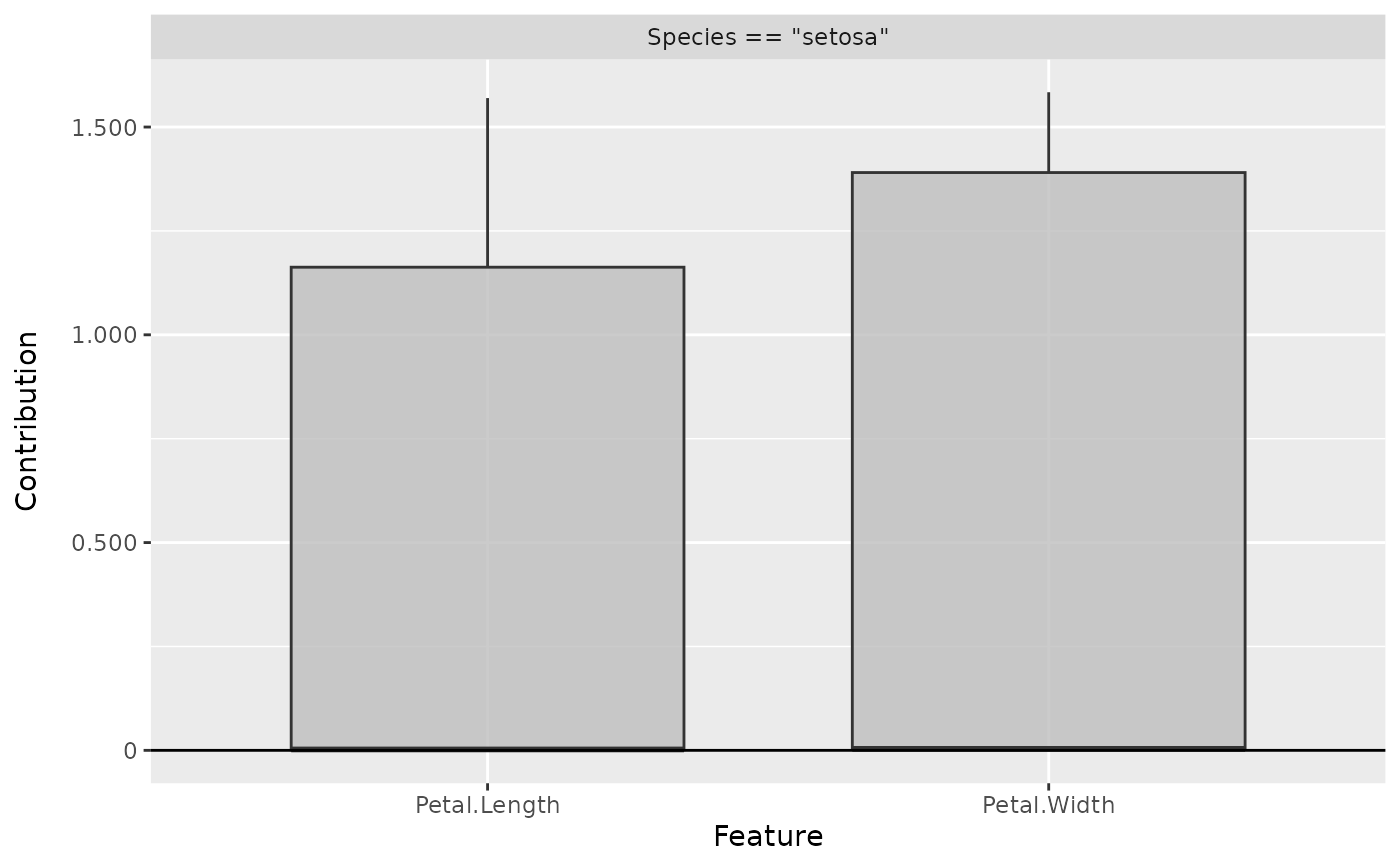 Species == "setosa"
1.500
1.000
0.500
0
Contribution
Petal.Length
Petal.Width
Feature